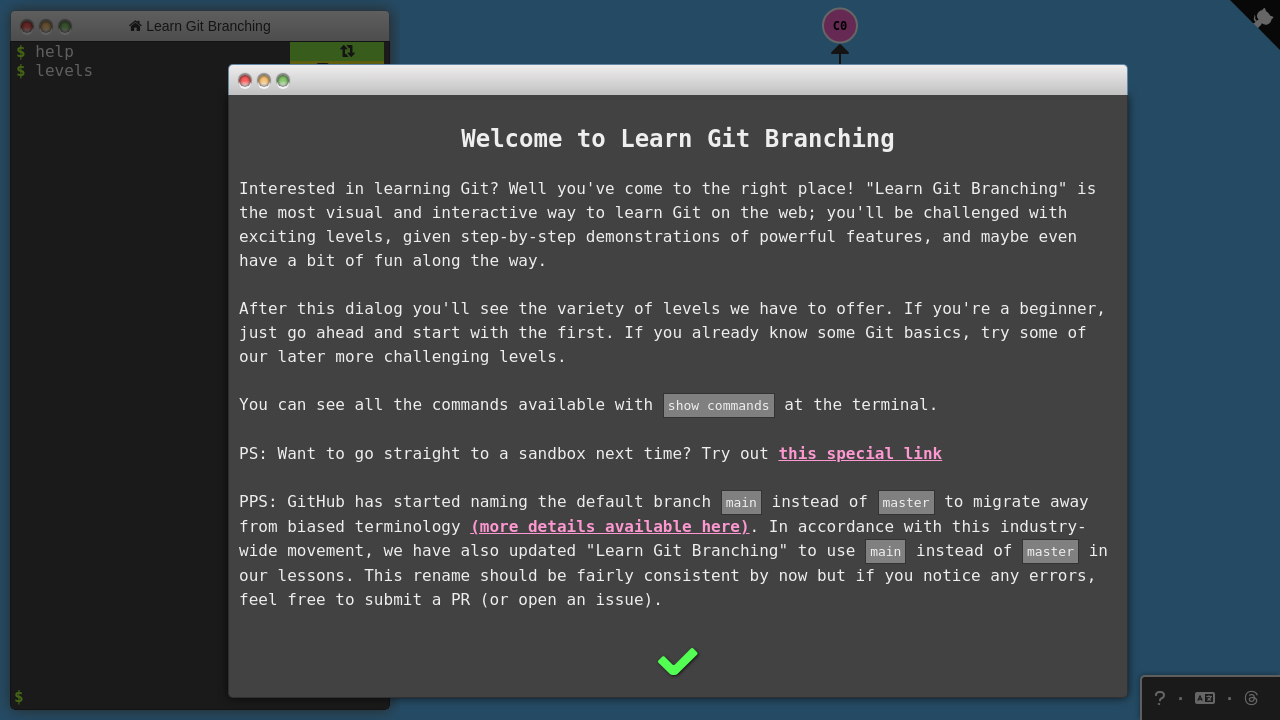 Learn Git Branching
C0
$ help
$ levels
Welcome to Learn Git Branching
Interested in learning Git? Well you've come to the right place! "Learn Git Branching" is
the most visual and interactive way to learn Git on the web; you'll be challenged with
exciting levels, given step-by-step demonstrations of powerful features, and maybe even
have a bit of fun along the way.
After this dialog you'll see the variety of levels we have to offer. If you're a beginner,
just go ahead and start with the first. If you already know some Git basics, try some of
our later more challenging levels.
You can see all the commands available with show commands at the terminal.
PS: Want to go straight to a sandbox next time? Try out this special link
PPS: GitHub has started naming the default branch main instead of master to migrate away
from biased terminology (more details available here). In accordance with this industry-
wide movement, we have also updated "Learn Git Branching" to use main instead of master in
our lessons. This rename should be fairly consistent by now but if you notice any errors,
feel free to submit a PR (or open an issue).
$
? · ·